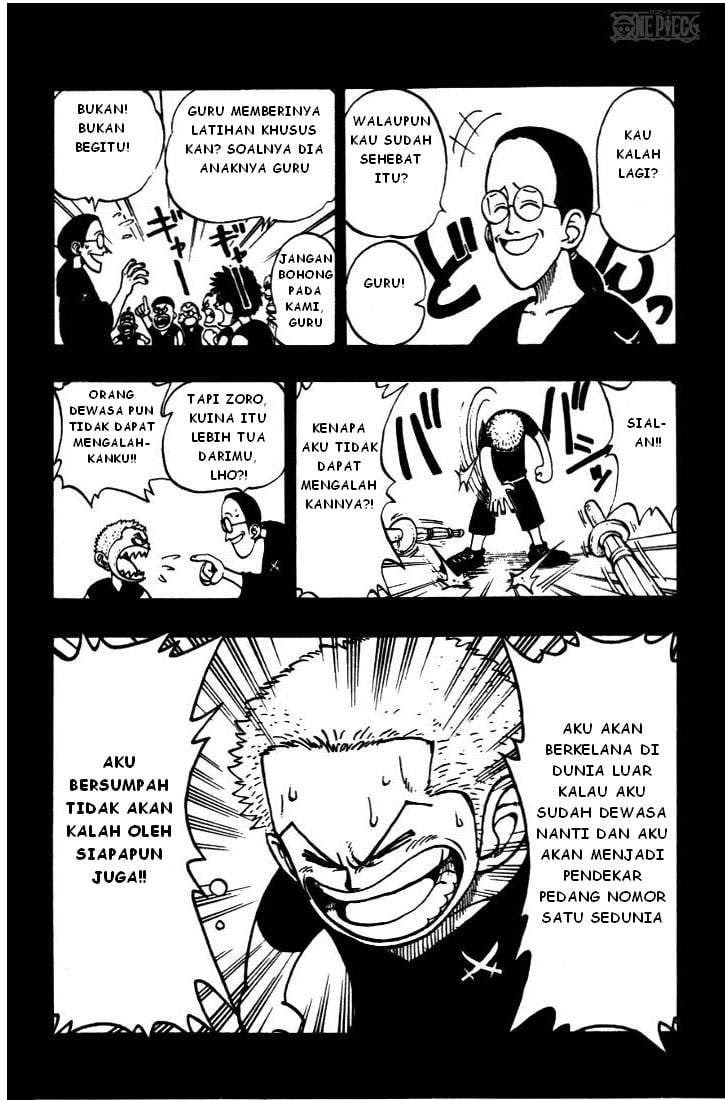 ONE PIECE
KAU
KALAH
LAGI?
WALAUPUN
KAU SUDAH
SEHEBAT
ITU?
GURU!
ビシッ
GURU MEMBERINYA
LATIHAN KHUSUS
KAN? SOALNYA DIA
ANAKNYA GURU
BUKAN!
BUKAN
BEGITU!
JANGAN
BOHONG
PADA
KAMI,
GURU
ギャー
ギャー
SIAL-
AN!!
KENAPA
AKU TIDAK
DAPAT
MENGALAH
KANNYA?!
TAPI ZORO,
KUINA ITU
LEBIH TUA
DARIMU,
LHO?!
ORANG
DEWASA PUN
TIDAK DAPAT
MENGALAH-
KANKU!!
AKU AKAN
BERKELANA DI
DUNIA LUAR
KALAU AKU
SUDAH DEWASA
NANTI DAN AKU
AKAN MENJADI
PENDEKAR
PEDANG NOMOR
SATU SEDUNIA
AKU
BERSUMPAH
TIDAK AKAN
KALAH OLEH
SIAPAPUN
JUGA!!